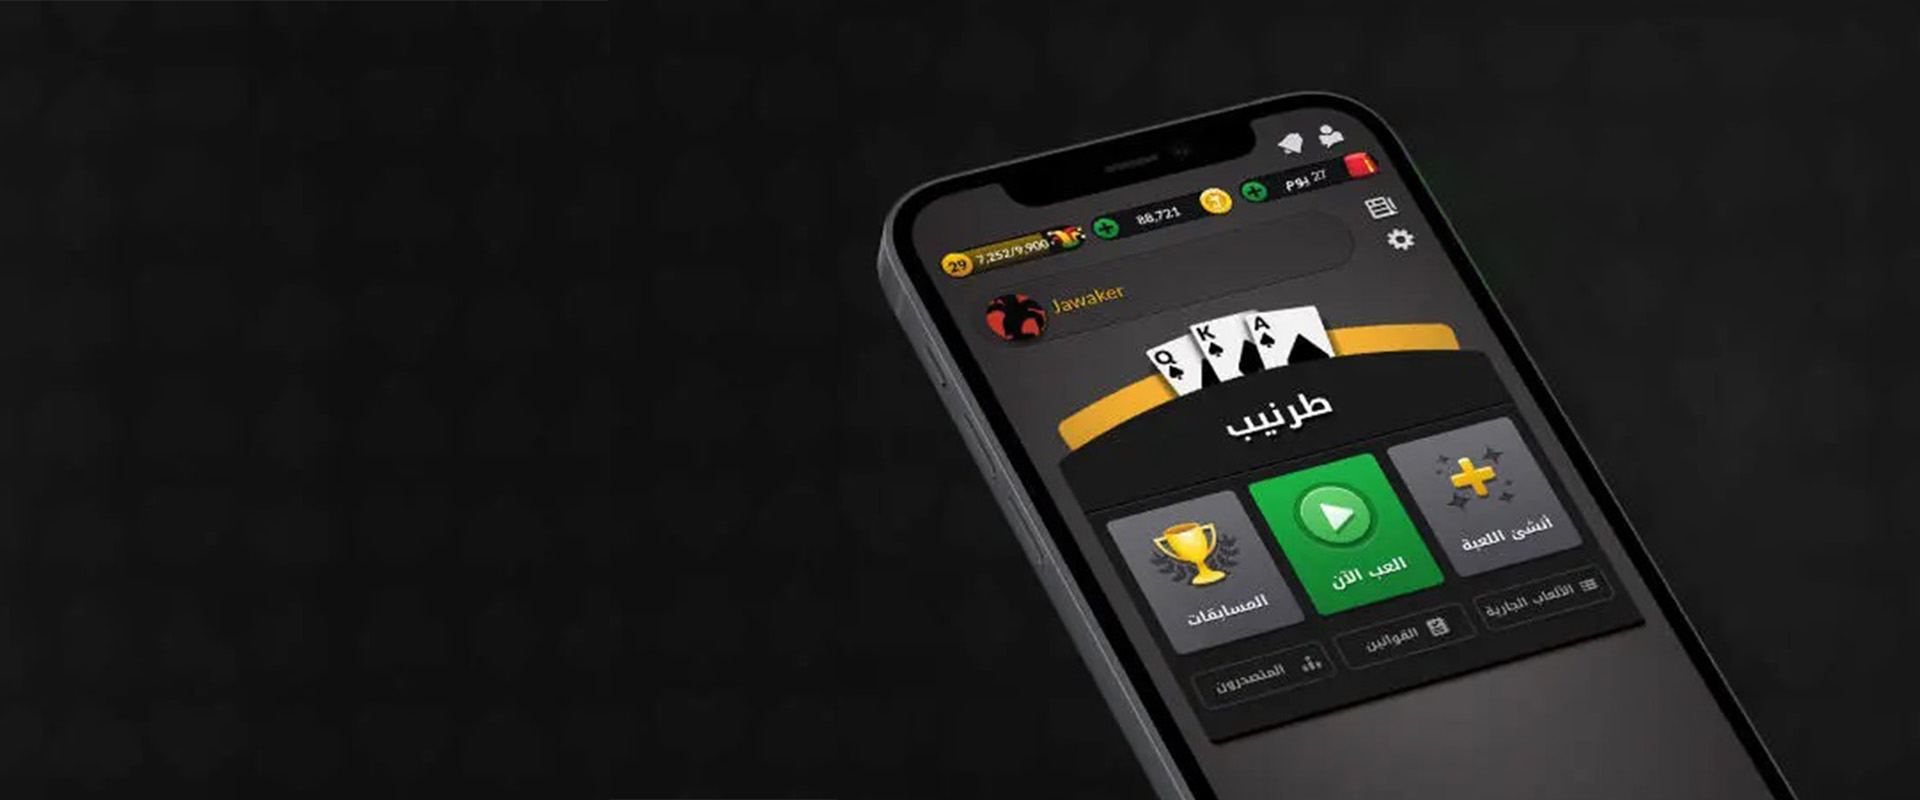 27 يوم
88,721
29 7,252/9,900
Jawaker
Q K A
طرنيب
أنشئ اللعبة
العب الآن
المسابقات
الألعاب الجارية
القوانين
المتصدرون